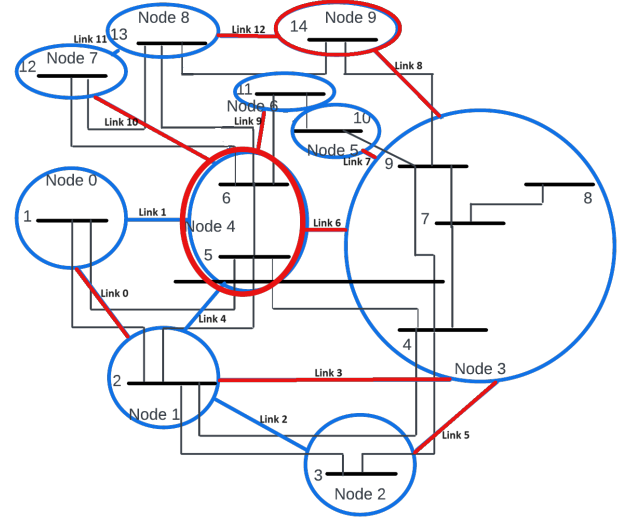 Node 8
Link 12
Node 9
14
Link 11
13
Node 7
12
Link 8
11
Node 6
10
Link 10
Link 9
Node 5
Link 7
9
Node 0
6
8
1
Link 1
Node 4
Link 6
7
5
Link 0
Link 4
4
2
Link 3
Node 3
Node 1
Link 2
Link 5
3
Node 2